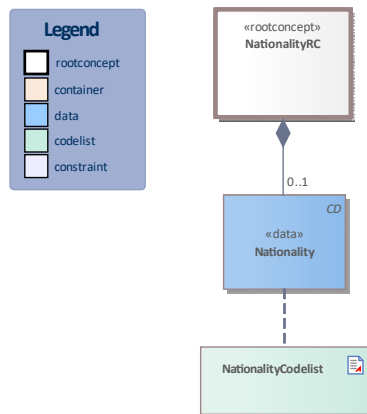 Legend
rootconcept
container
data
codelist
constraint
«rootconcept»
NationalityRC
0..1
CD
«data»
Nationality
NationalityCodelist